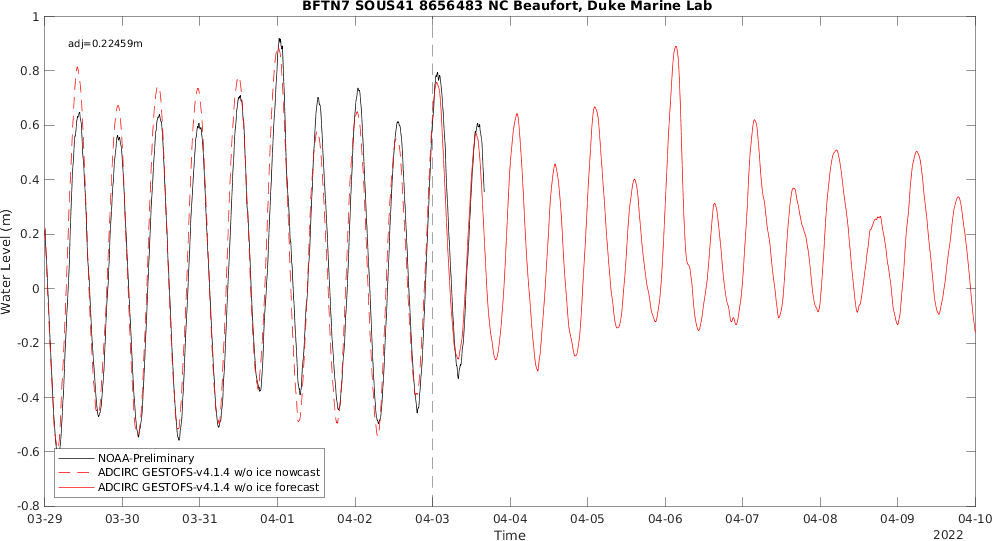 BFTN7 SOUS41 8656483 NC Beaufort, Duke Marine Lab
adj=0.22459m
1
0.8
0.6
0.4
0.2
0
-0.2
-0.4
-0.6
-0.8
Water Level (m)
NOAA-Preliminary
ADCIRC GESTOFS-v4.1.4 w/o ice nowcast
ADCIRC GESTOFS-v4.1.4 w/o ice forecast
03-29 03-30 03-31 04-01 04-02 04-03 04-04 04-05 04-06 04-07 04-08 04-09 04-10
Time
2022